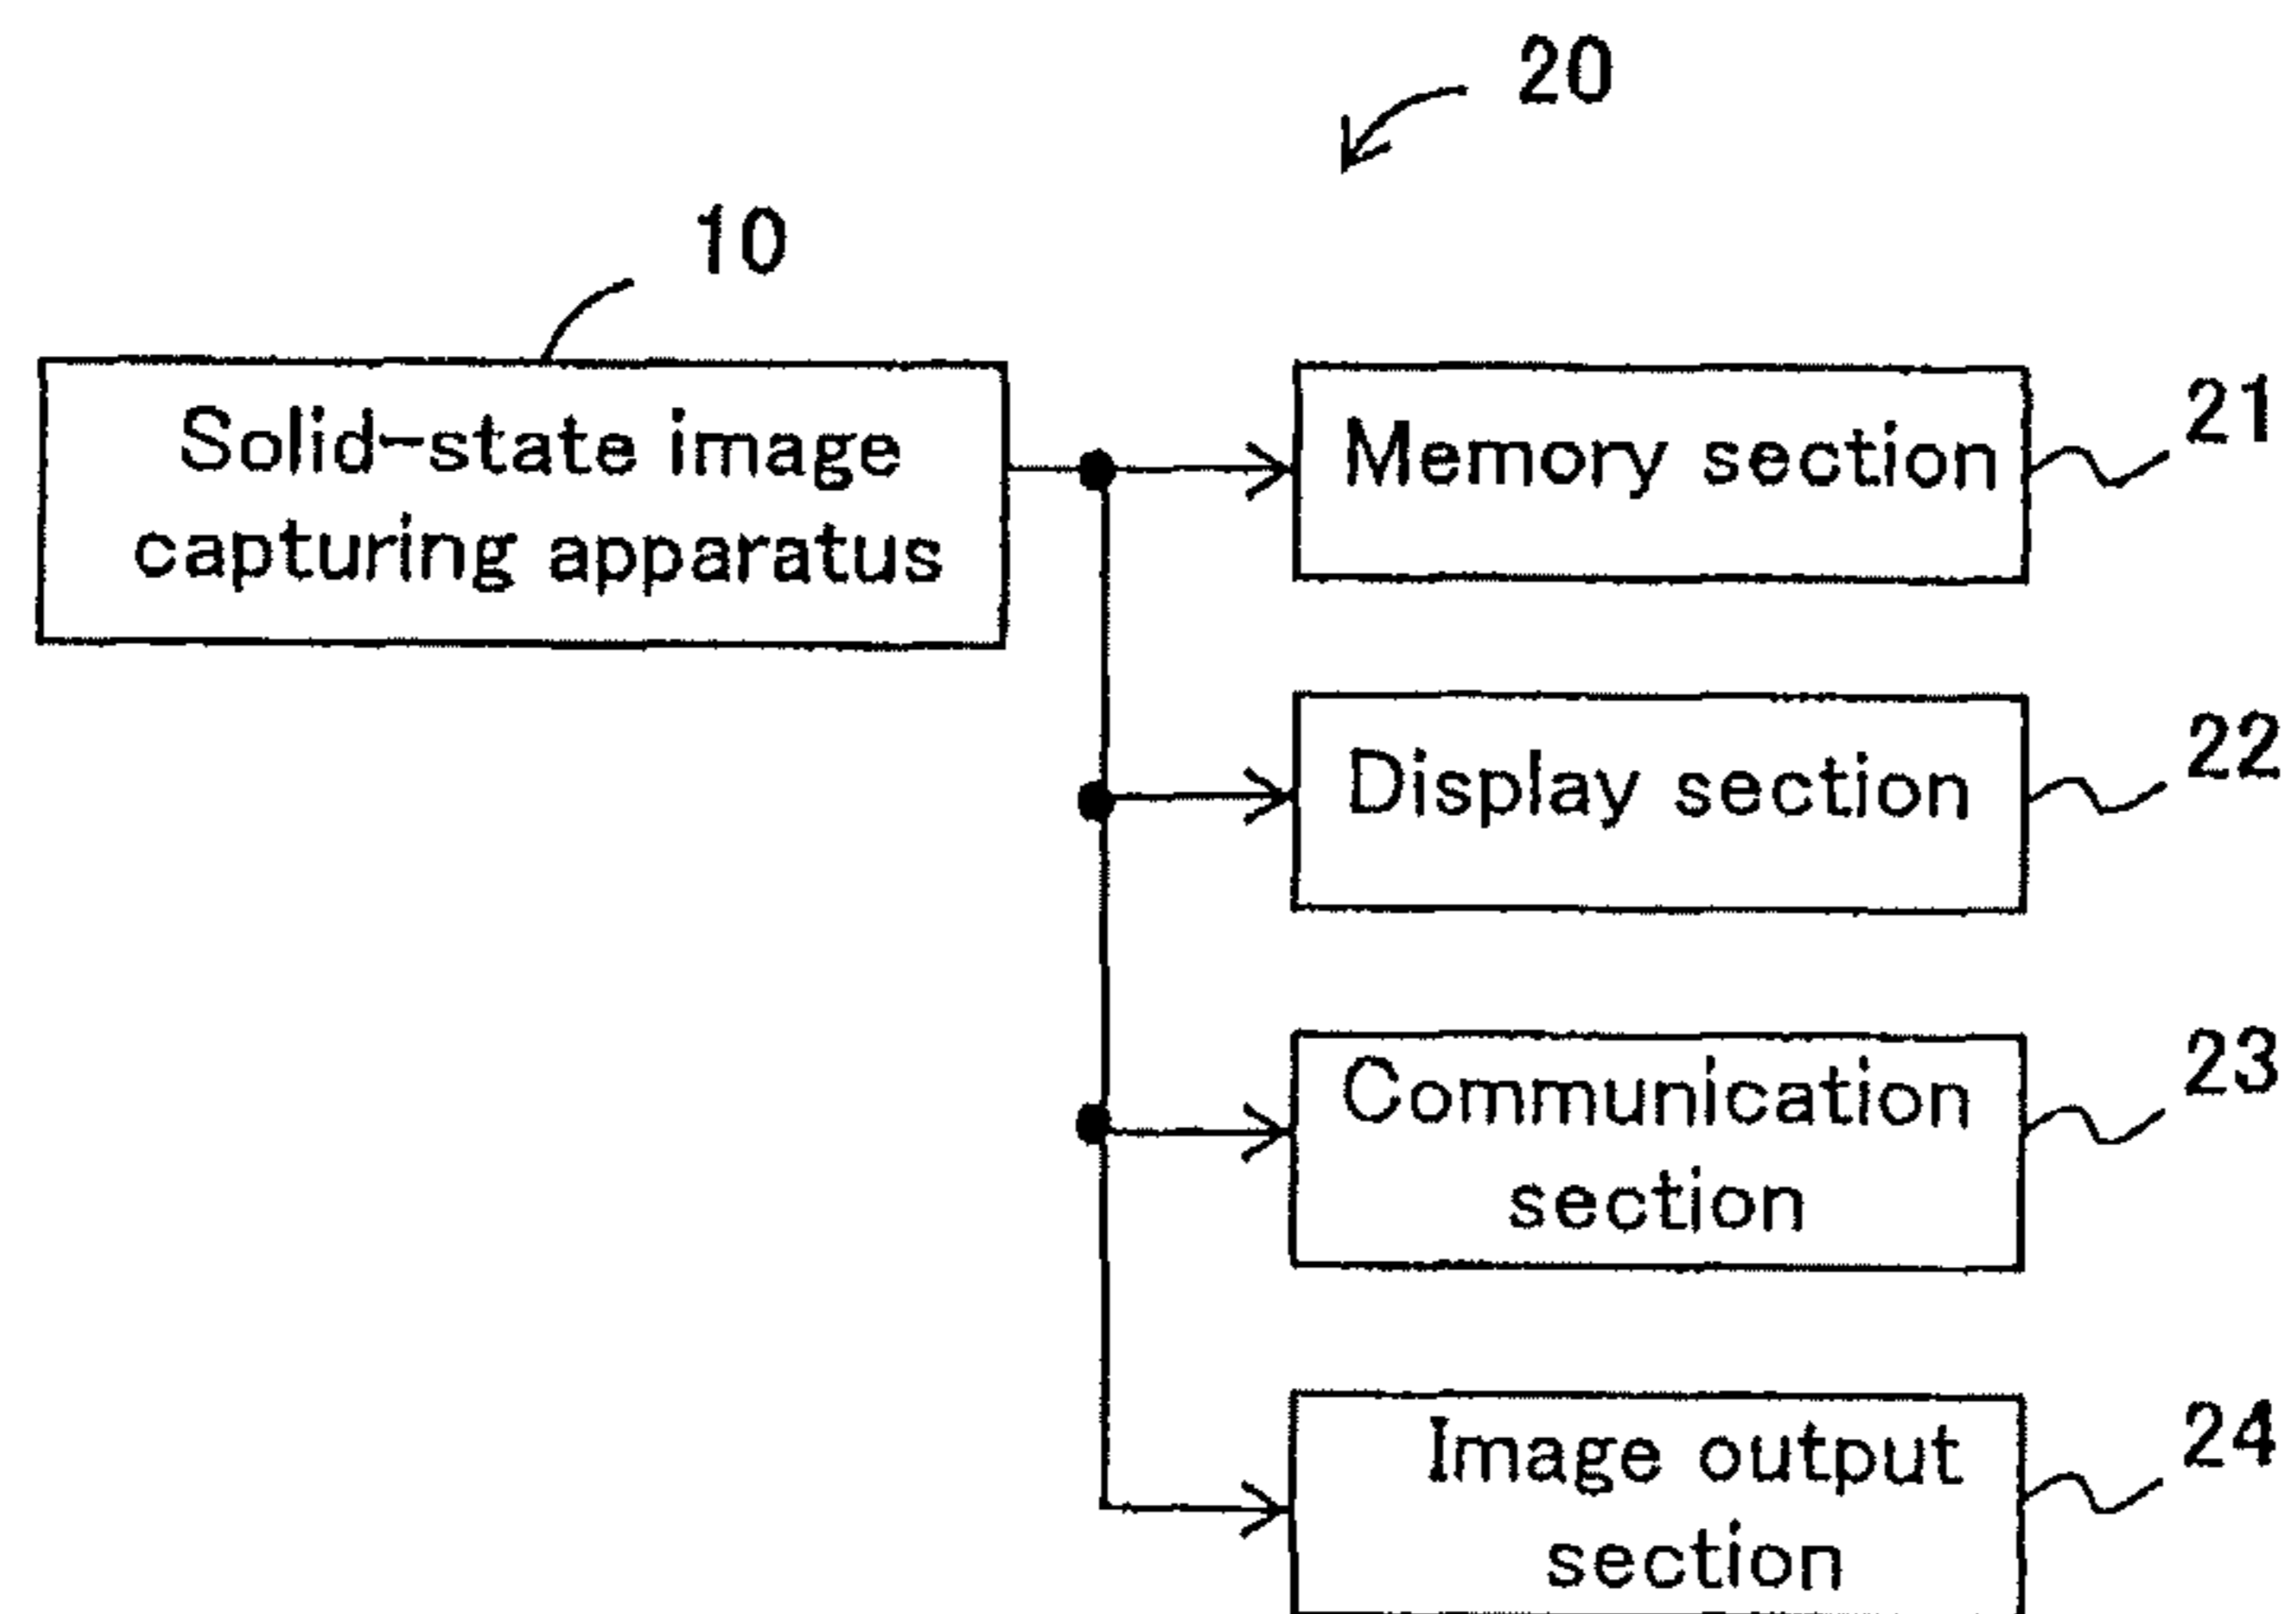 20
10
Solid-state image
capturing apparatus
Memory section
21
Display section
22
Communication
section
23
Image output
section
24